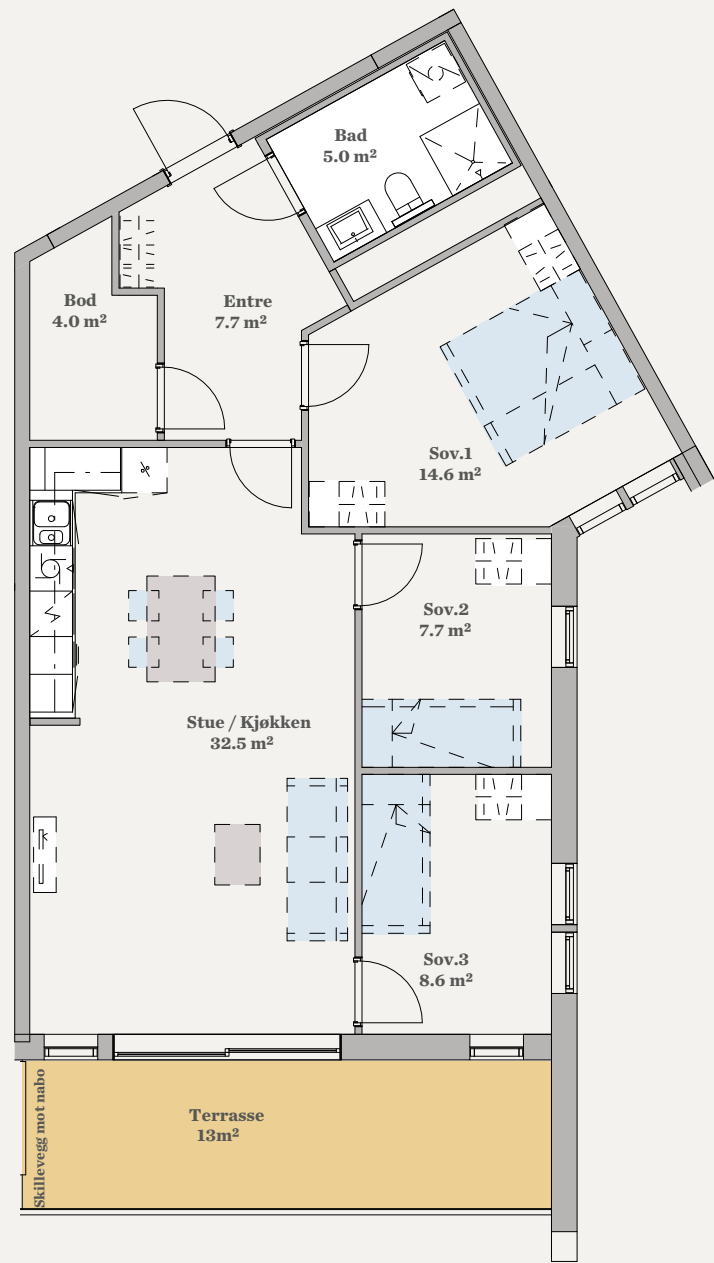 Bad
5.0 m²
Bod
4.0 m²
Entre
7.7 m²
Sov.1
14.6 m²
Sov.2
7.7 m²
Stue / Kjøkken
32.5 m²
Sov.3
8.6 m²
Terrasse
13m²
Skillevegg mot nabo